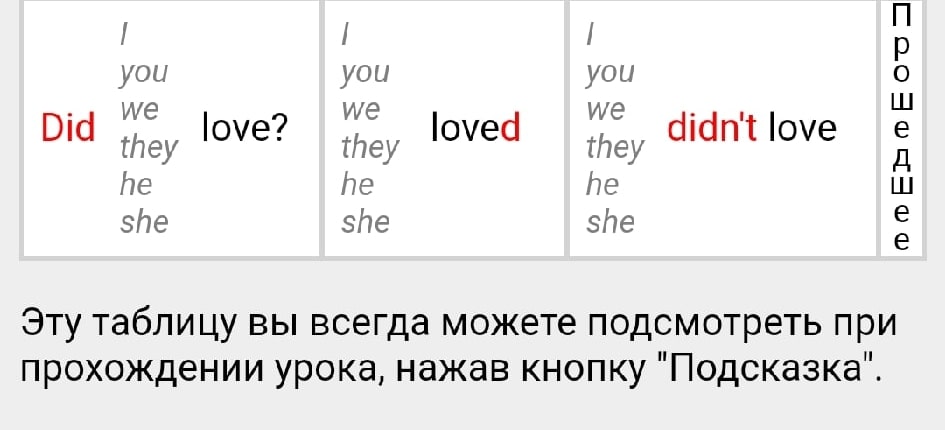 Did
I
you
we
they
he
she
love?
I
you
we
they
he
she
loved
I
you
we
they
he
she
didn't love
Прошедшее
Эту таблицу вы всегда можете подсмотреть при
прохождении урока, нажав кнопку "Подсказка".